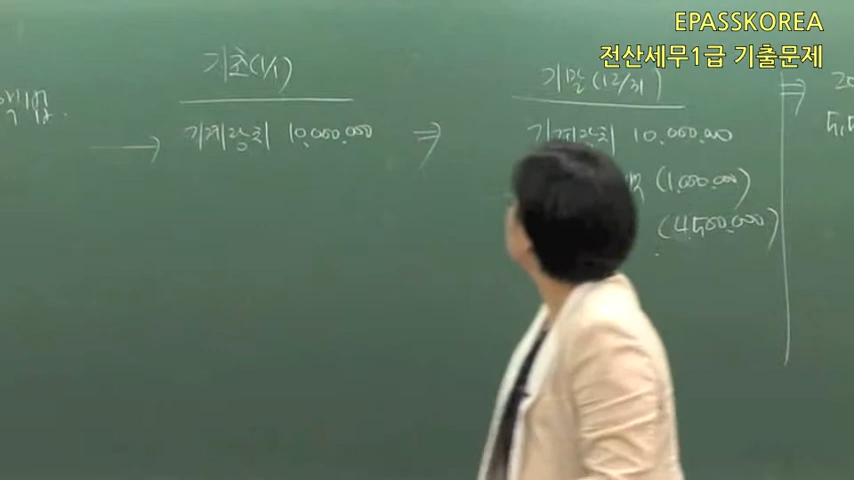 EPASSKOREA
전산세무1급 기출문제
기초(1/1)
기계장치 10,000,000
기말(12/31)
기계장치 10,000,000
(1,000,000)
(4,500,000)
⇒ 20